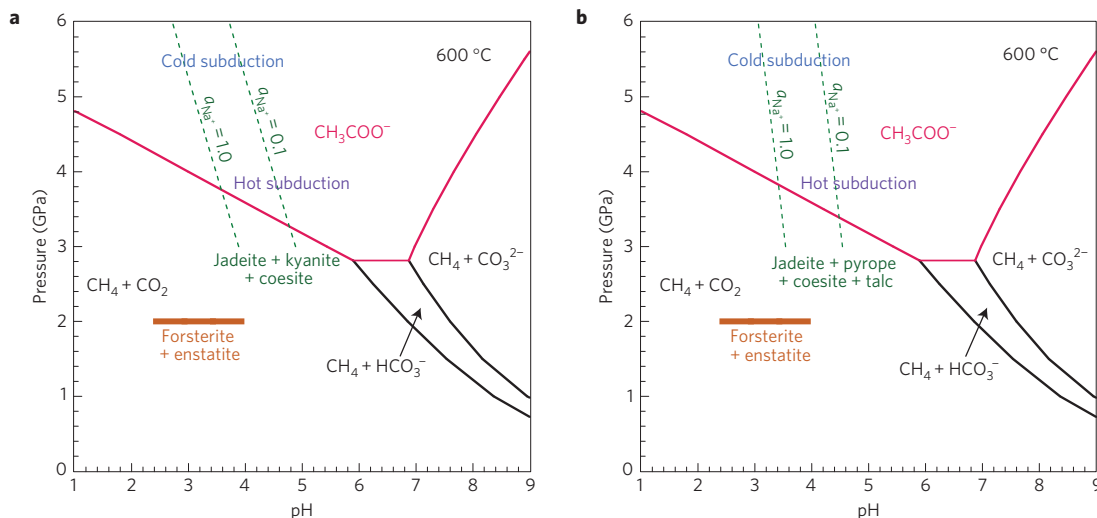 a
6
5
4
3
2
1
0
Pressure (GPa)
1 2 3 4 5 6 7 8 9
pH
600 °C
Cold subduction
a_Na⁺ = 1.0
a_Na⁺ = 0.1
CH₃COO⁻
Hot subduction
Jadeite + kyanite
+ coesite
CH₄ + CO₃²⁻
CH₄ + CO₂
Forsterite
+ enstatite
CH₄ + HCO₃⁻
b
6
5
4
3
2
1
0
Pressure (GPa)
1 2 3 4 5 6 7 8 9
pH
600 °C
Cold subduction
a_Na⁺ = 1.0
a_Na⁺ = 0.1
CH₃COO⁻
Hot subduction
Jadeite + pyrope
+ coesite + talc
CH₄ + CO₃²⁻
CH₄ + CO₂
Forsterite
+ enstatite
CH₄ + HCO₃⁻